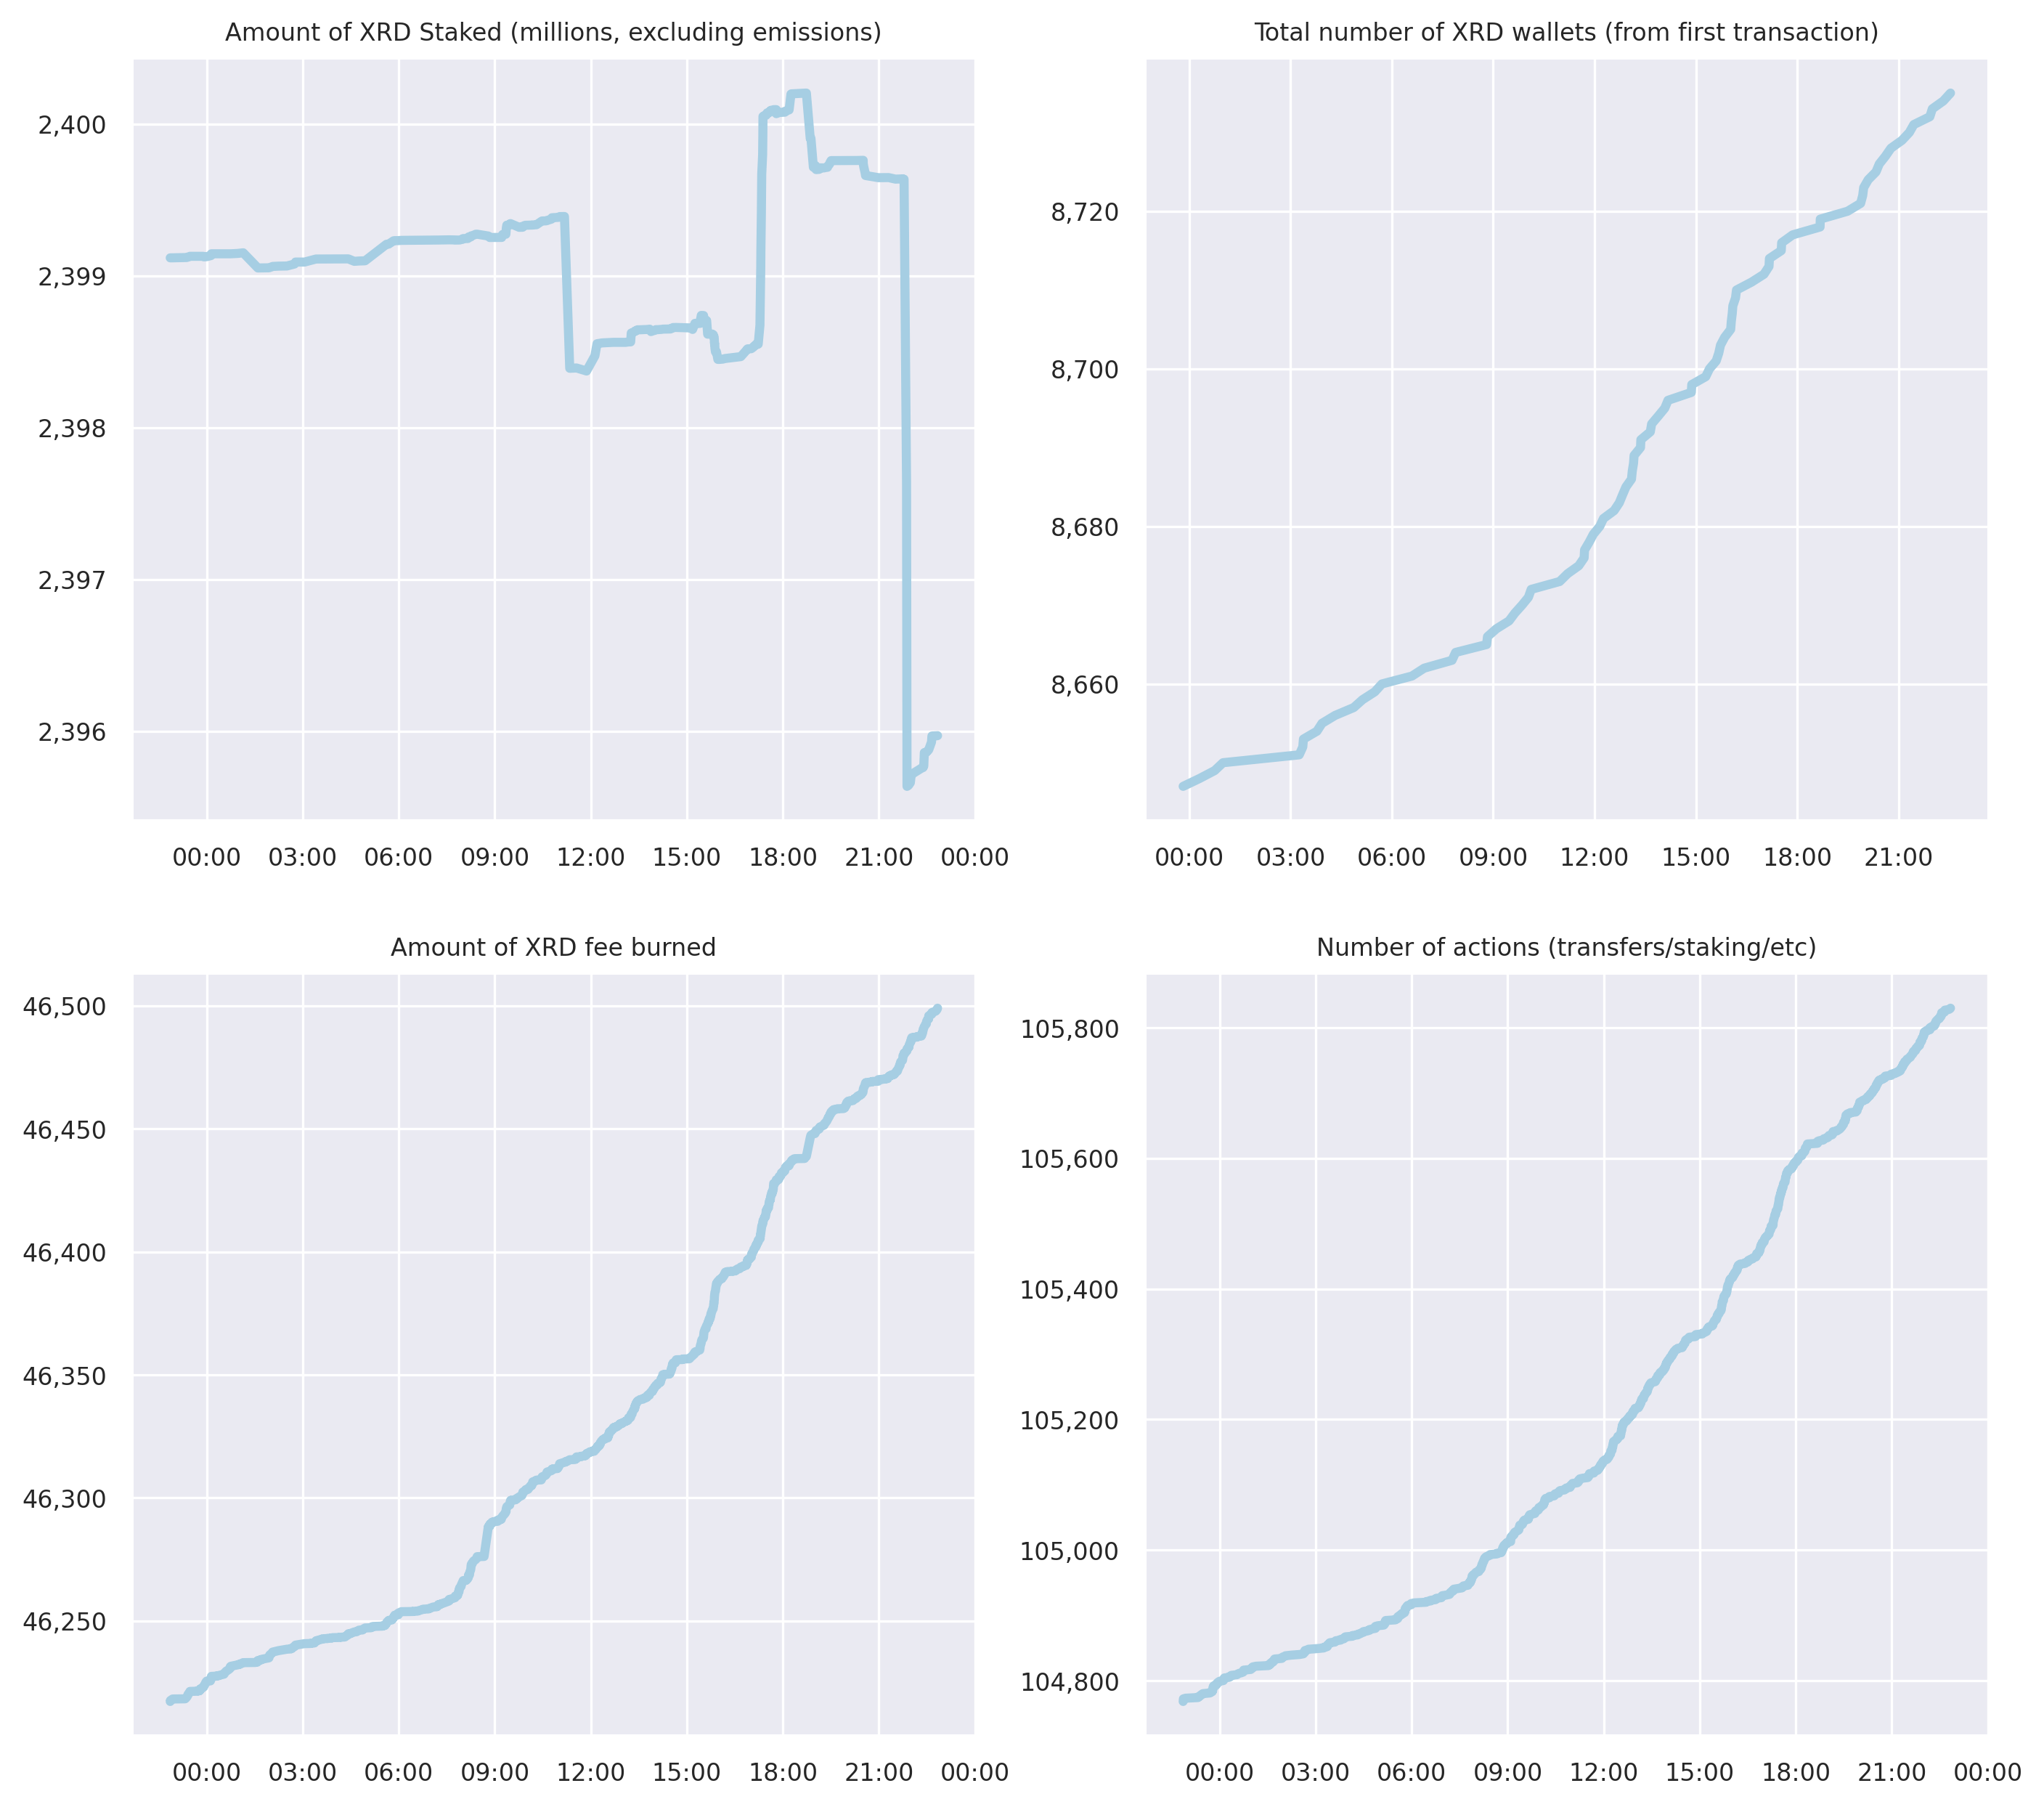 Amount of XRD Staked (millions, excluding emissions)
2,400
2,399
2,398
2,397
2,396
00:00 03:00 06:00 09:00 12:00 15:00 18:00 21:00 00:00
Total number of XRD wallets (from first transaction)
8,720
8,700
8,680
8,660
00:00 03:00 06:00 09:00 12:00 15:00 18:00 21:00
Amount of XRD fee burned
46,500
46,450
46,400
46,350
46,300
46,250
00:00 03:00 06:00 09:00 12:00 15:00 18:00 21:00 00:00
Number of actions (transfers/staking/etc)
105,800
105,600
105,400
105,200
105,000
104,800
00:00 03:00 06:00 09:00 12:00 15:00 18:00 21:00 00:00